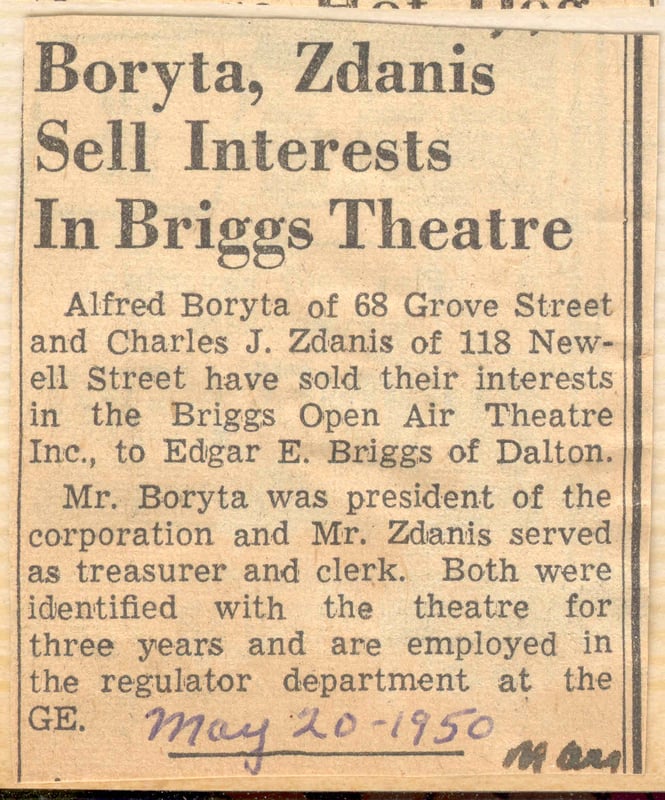 Boryta, Zdanis
Sell Interests
In Briggs Theatre
Alfred Boryta of 68 Grove Street
and Charles J. Zdanis of 118 New-
ell Street have sold their interests
in the Briggs Open Air Theatre
Inc., to Edgar E. Briggs of Dalton.
Mr. Boryta was president of the
corporation and Mr. Zdanis served
as treasurer and clerk. Both were
identified with the theatre for
three years and are employed in
the regulator department at the
GE.
May 20-1950